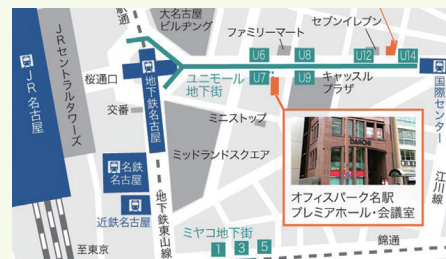 大名古屋
ビルヂング
駅
通
ファミリーマート
セブンイレブン
U6
U8
U12
U14
JRセントラルタワーズ
JR名古屋
桜通口
地下鉄名古屋
ユニモール
地下街
U7
U9
キャッスル
プラザ
国際センター
交番
ミニストップ
名鉄
名古屋
ミッドランドスクエア
DAICHI
江川線
近鉄名古屋
地下鉄東山線
オフィスパーク名駅
プレミアホール・会議室
ミヤコ地下街
1
3
5
錦通
至東京